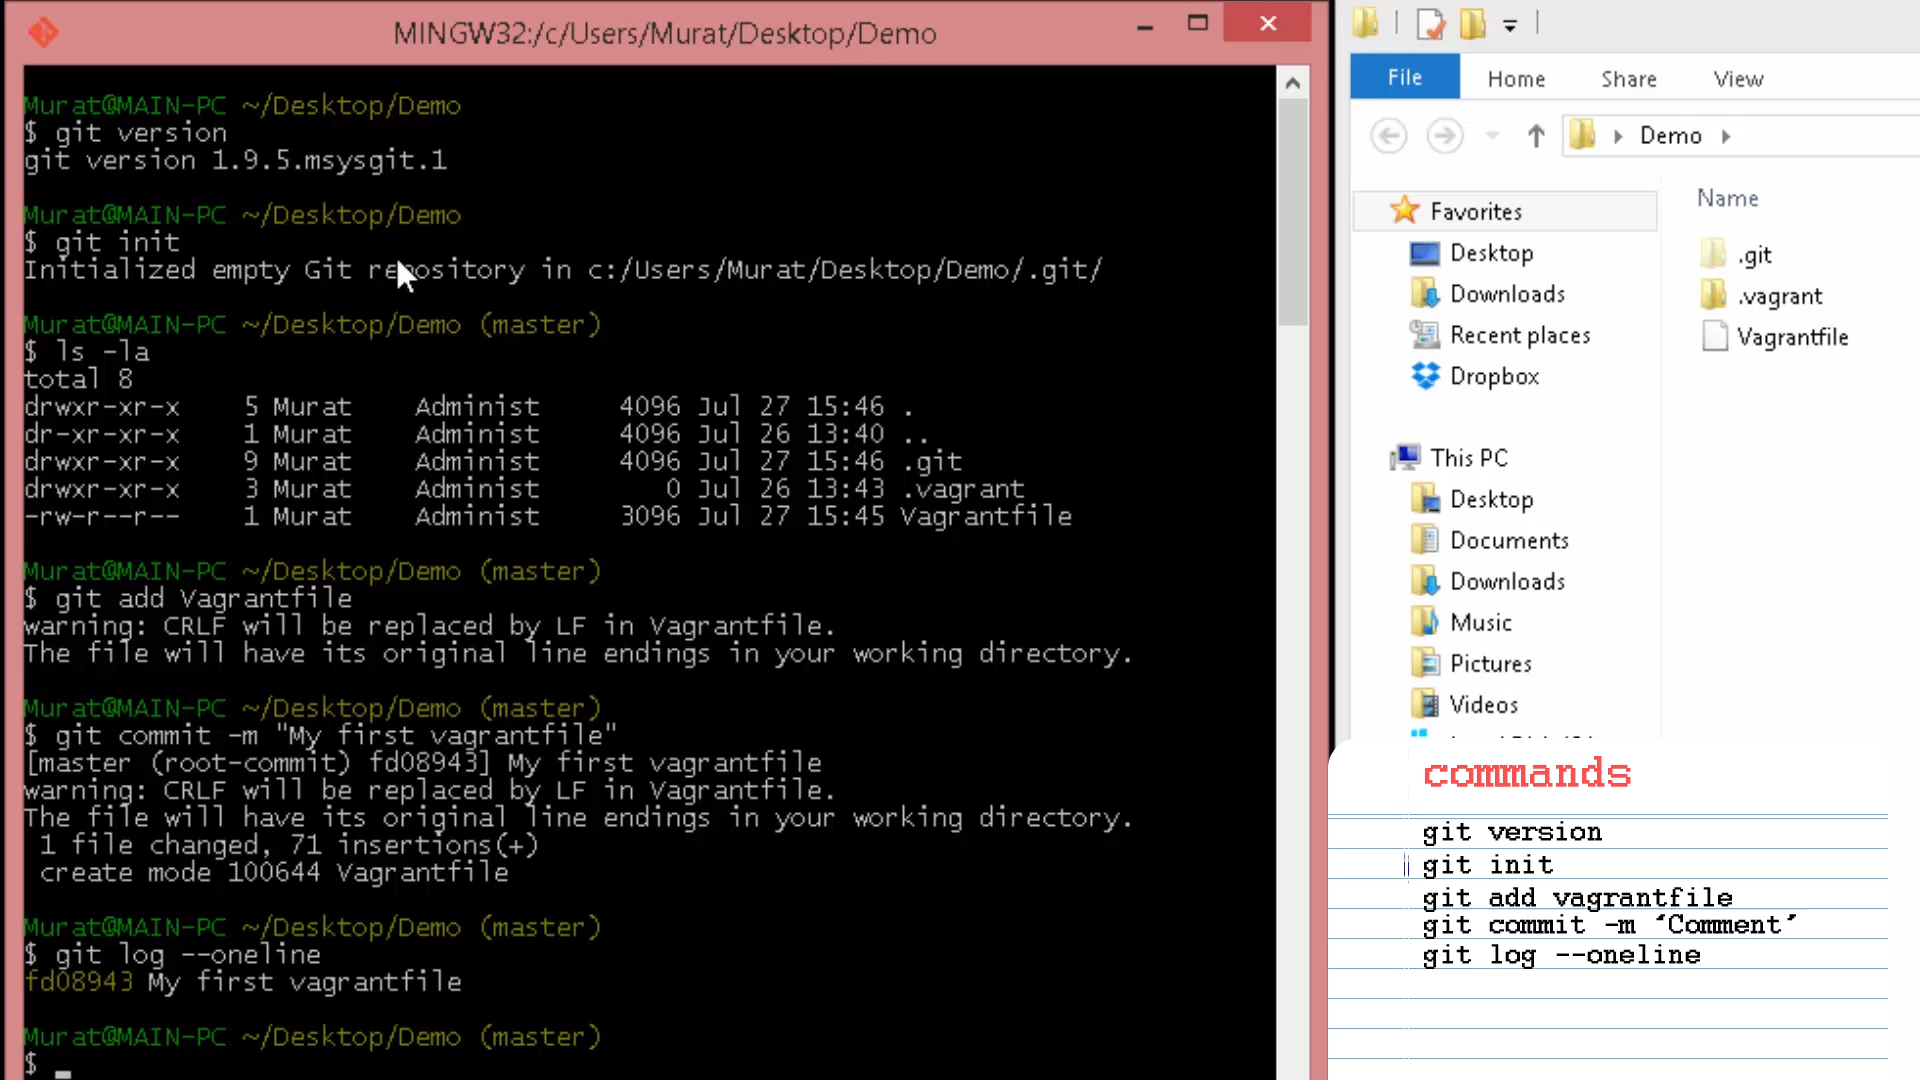 MINGW32:/c/Users/Murat/Desktop/Demo
Murat@MAIN-PC ~/Desktop/Demo
$ git version
git version 1.9.5.msysgit.1
Murat@MAIN-PC ~/Desktop/Demo
$ git init
Initialized empty Git repository in c:/Users/Murat/Desktop/Demo/.git/
Murat@MAIN-PC ~/Desktop/Demo (master)
$ ls -la
total 8
drwxr-xr-x 5 Murat Administ 4096 Jul 27 15:46 .
dr-xr-xr-x 1 Murat Administ 4096 Jul 26 13:40 ..
drwxr-xr-x 9 Murat Administ 4096 Jul 27 15:46 .git
drwxr-xr-x 3 Murat Administ 0 Jul 26 13:43 .vagrant
-rw-r--r-- 1 Murat Administ 3096 Jul 27 15:45 Vagrantfile
Murat@MAIN-PC ~/Desktop/Demo (master)
$ git add Vagrantfile
warning: CRLF will be replaced by LF in Vagrantfile.
The file will have its original line endings in your working directory.
Murat@MAIN-PC ~/Desktop/Demo (master)
$ git commit -m "My first vagrantfile"
[master (root-commit) fd08943] My first vagrantfile
warning: CRLF will be replaced by LF in Vagrantfile.
The file will have its original line endings in your working directory.
1 file changed, 71 insertions(+)
create mode 100644 Vagrantfile
Murat@MAIN-PC ~/Desktop/Demo (master)
$ git log --oneline
fd08943 My first vagrantfile
Murat@MAIN-PC ~/Desktop/Demo (master)
$
File Home Share View
Demo
Favorites
Desktop
Downloads
Recent places
Dropbox
This PC
Desktop
Documents
Downloads
Music
Pictures
Videos
Name
.git
.vagrant
Vagrantfile
commands
git version
git init
git add vagrantfile
git commit -m ‘Comment’
git log --oneline